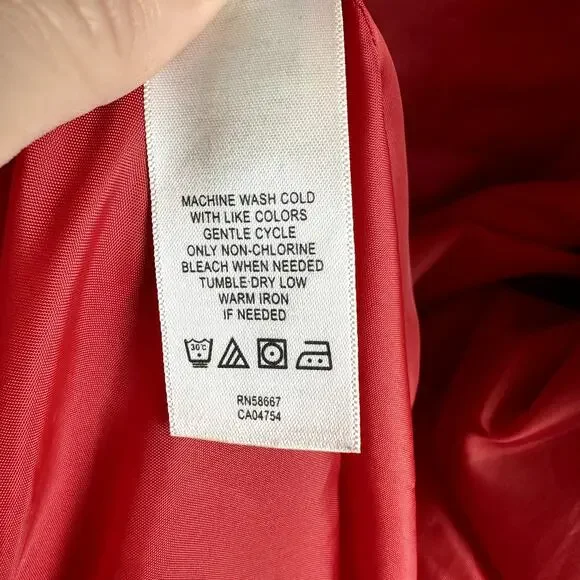 MACHINE WASH COLD
WITH LIKE COLORS
GENTLE CYCLE
ONLY NON-CHLORINE
BLEACH WHEN NEEDED
TUMBLE DRY LOW
WARM IRON
IF NEEDED
30°C
RN58667
CA04754